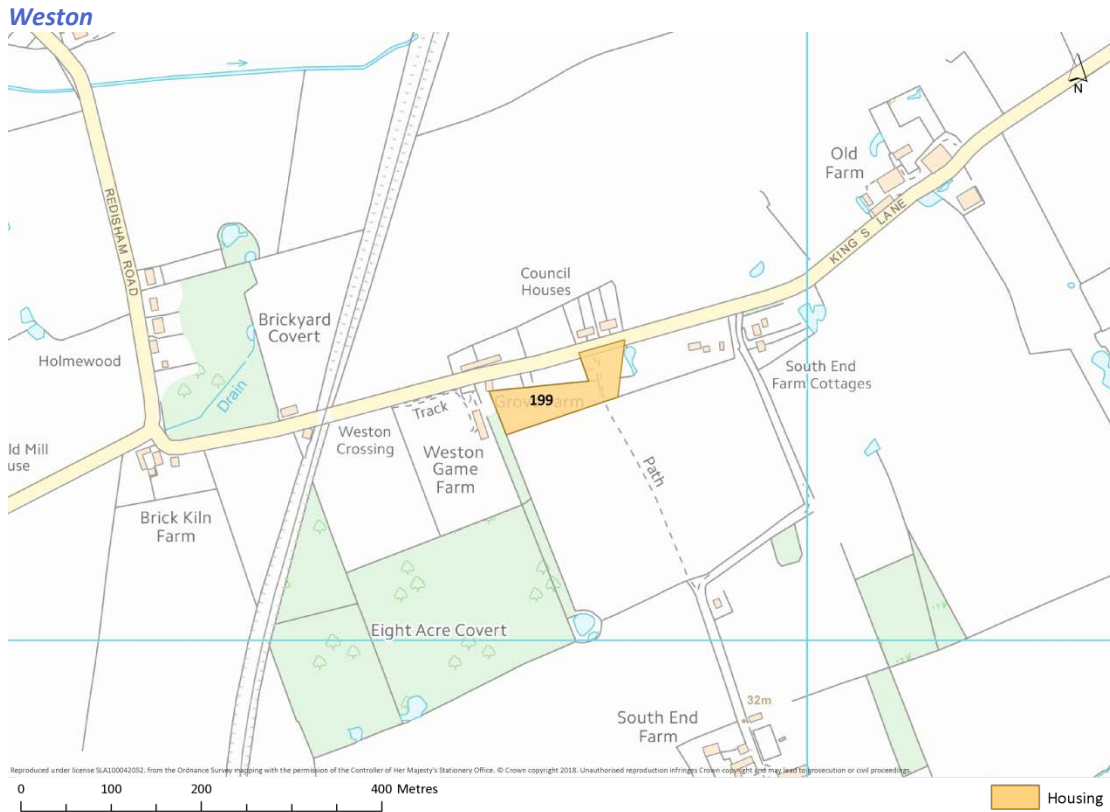 Weston
N
REDISHAM ROAD
Old
Farm
KING S LANE
Council
Houses
Brickyard
Covert
Holmewood
Drain
South End
Farm Cottages
199
Grove Farm
Track
Weston
Crossing
Weston
Game
Farm
ld Mill
use
Path
Brick Kiln
Farm
Eight Acre Covert
32m
South End
Farm
Reproduced under license SLA100042052, from the Ordnance Survey mapping with the permission of the Controller of Her Majesty's Stationery Office. © Crown copyright 2018. Unauthorised reproduction infringes Crown copyright and may lead to prosecution or civil proceedings.
0 100 200 400 Metres
Housing